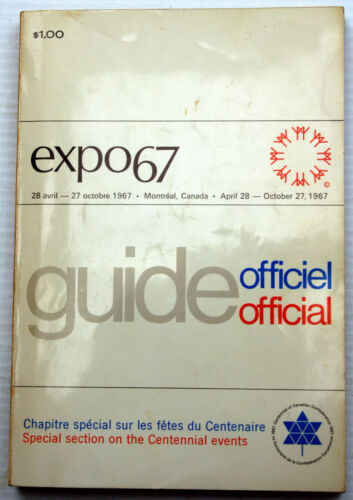 $1.00
expo67
28 avril — 27 octobre 1967 • Montréal, Canada • April 28 — October 27, 1967
guide officiel
official
Chapitre spécial sur les fêtes du Centenaire
Special section on the Centennial events